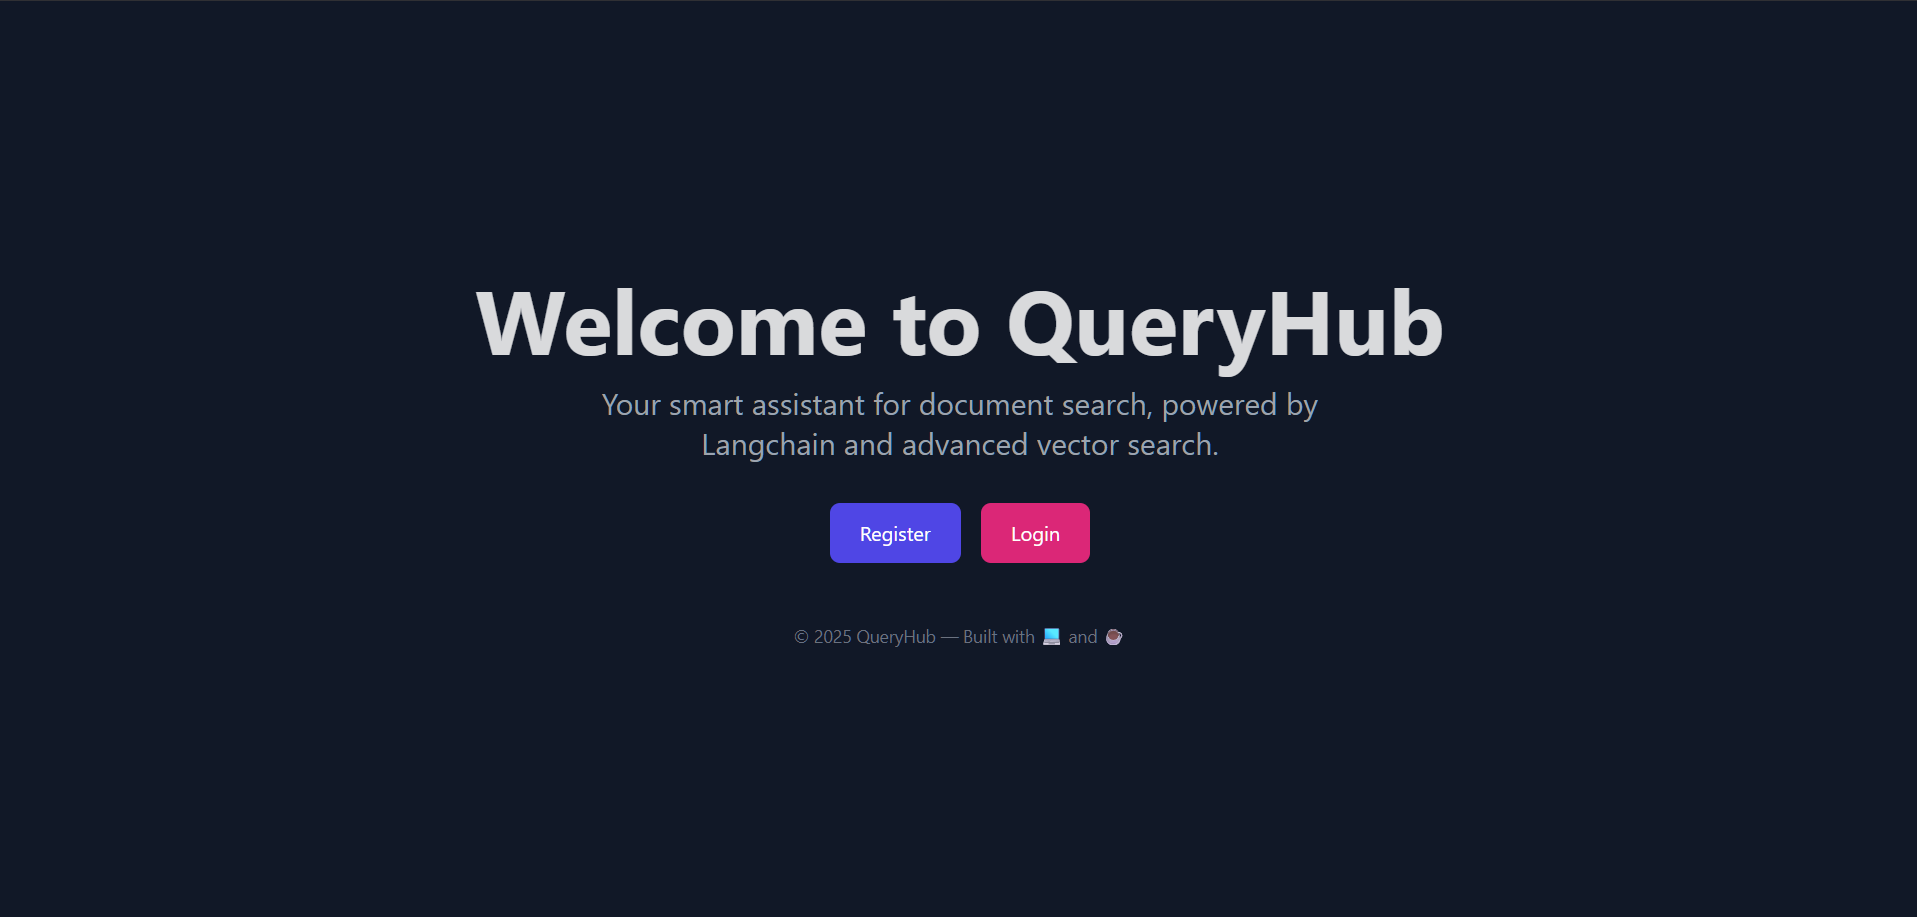 Welcome to QueryHub
Your smart assistant for document search, powered by
Langchain and advanced vector search.
Register
Login
© 2025 QueryHub — Built with 💻 and ☕